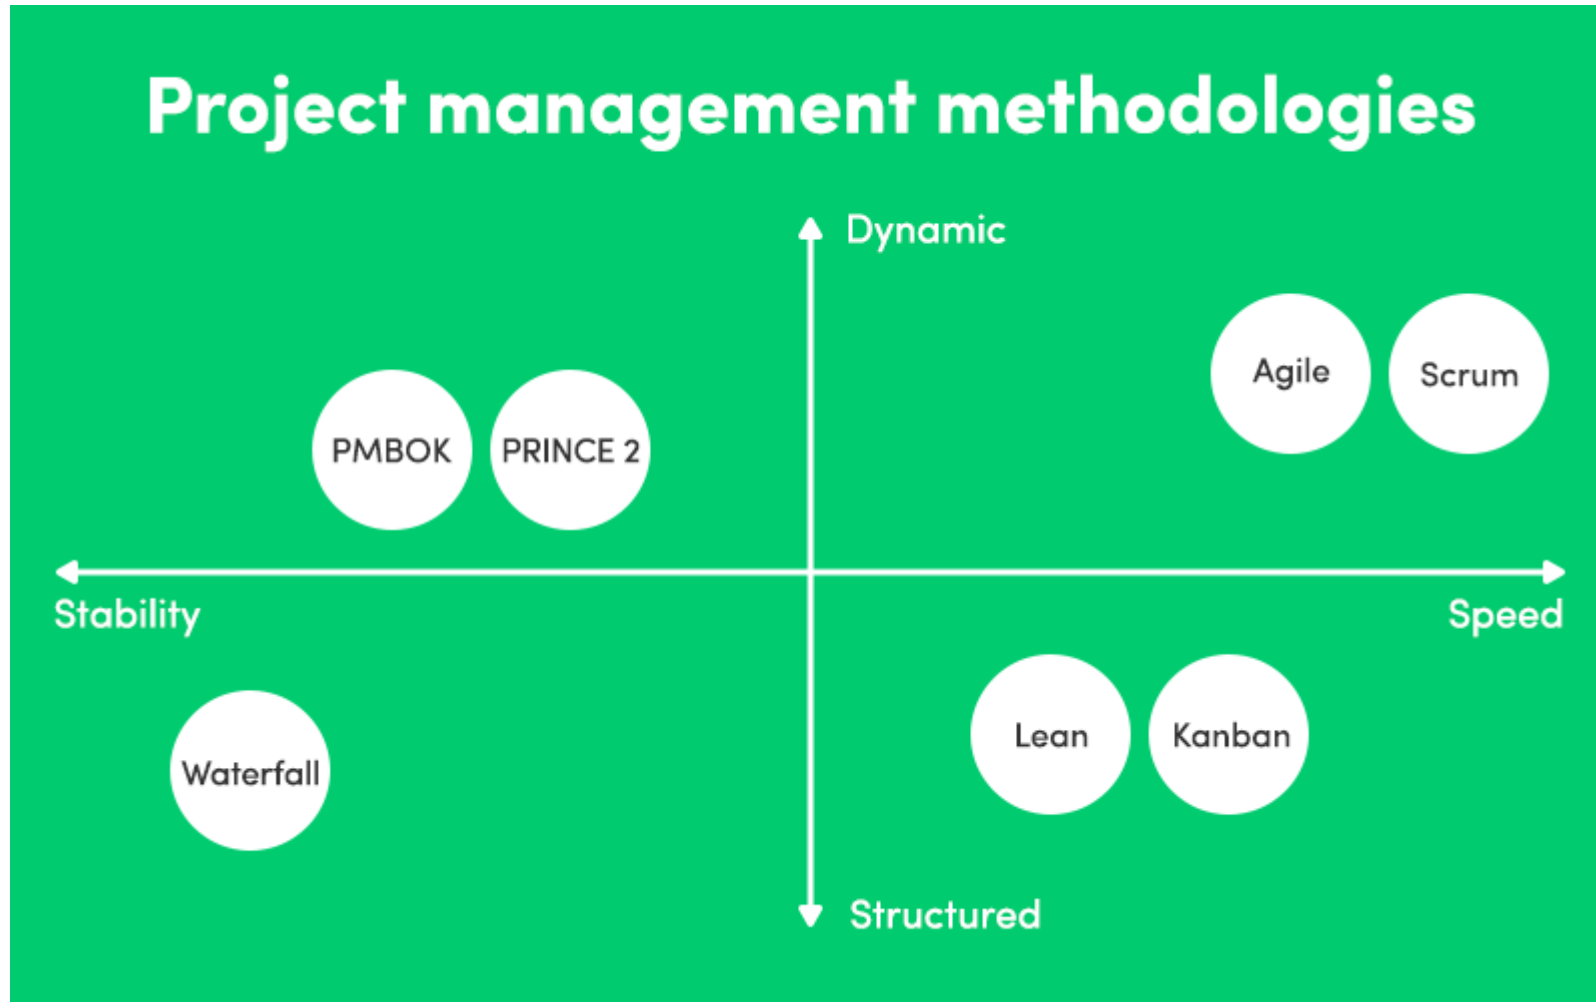 Project management methodologies
Dynamic
Agile
Scrum
PMBOK
PRINCE 2
Stability
Speed
Lean
Kanban
Waterfall
Structured